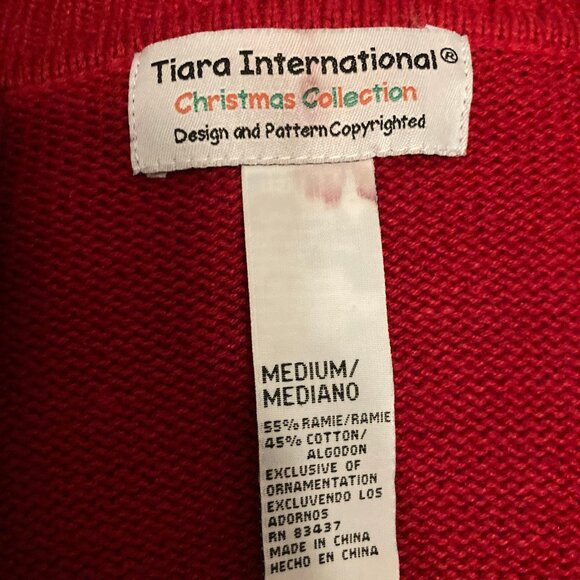 Tiara International®
Christmas Collection
Design and Pattern Copyrighted
MEDIUM/
MEDIANO
55% RAMIE/RAMIE
45% COTTON/
ALGODON
EXCLUSIVE OF
ORNAMENTATION
EXCLUVENDO LOS
ADORNOS
RN 83437
MADE IN CHINA
HECHO EN CHINA